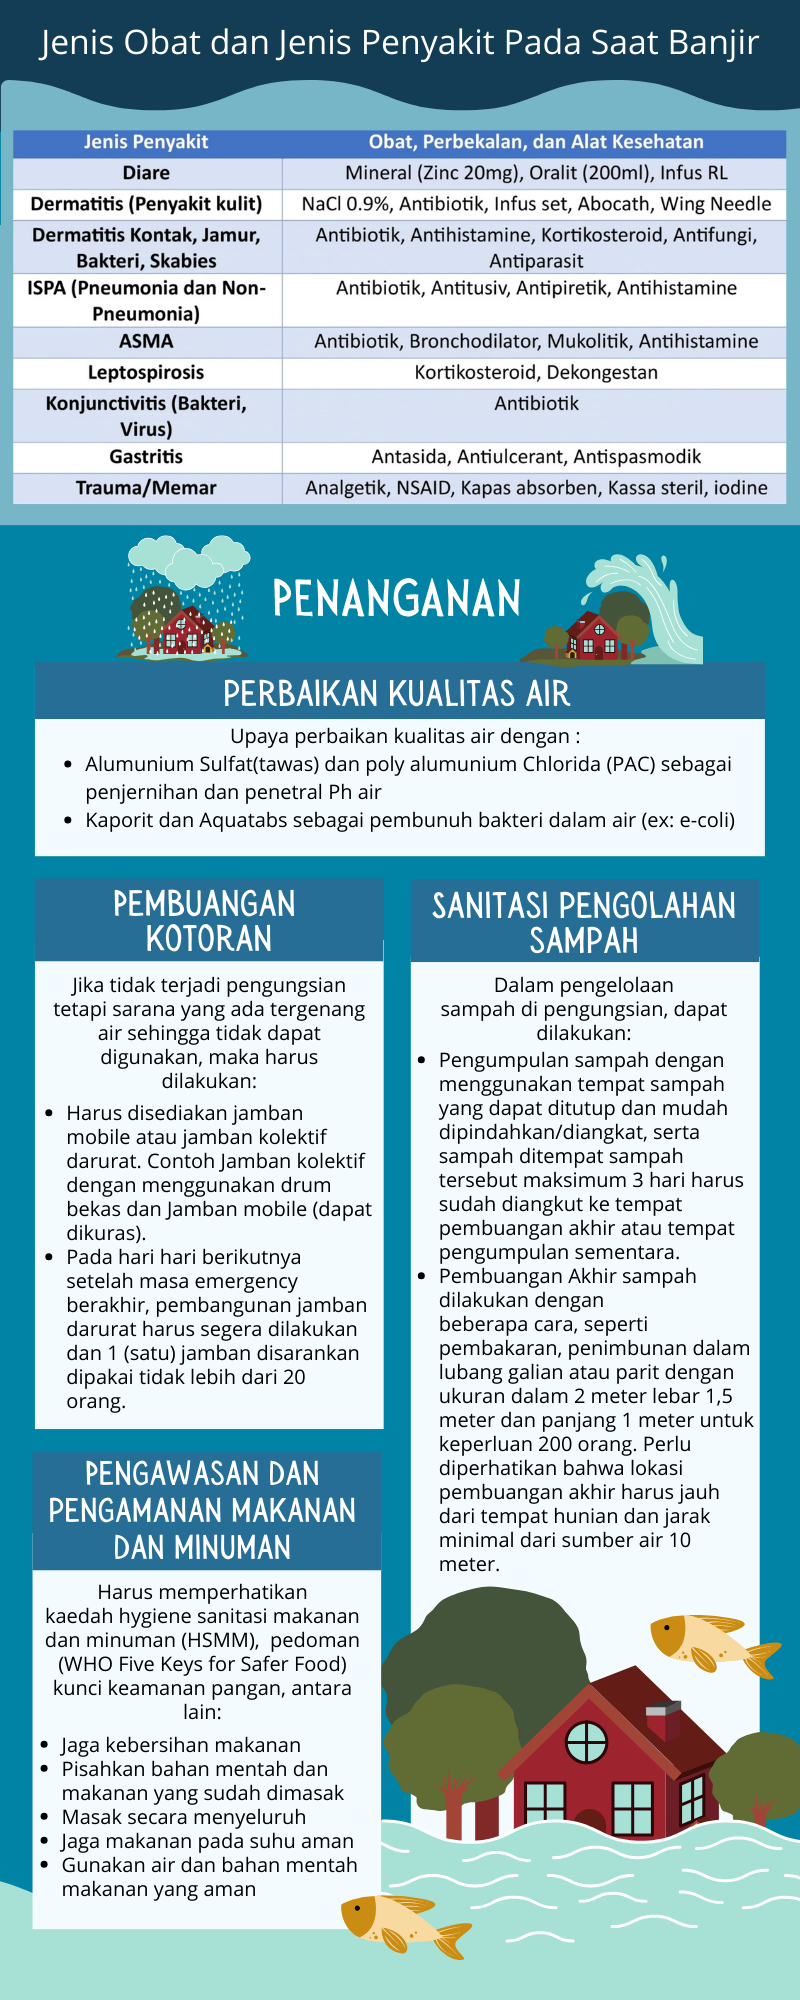 Jenis Obat dan Jenis Penyakit Pada Saat Banjir
Jenis Penyakit Obat, Perbekalan, dan Alat Kesehatan
Diare Mineral (Zinc 20mg), Oralit (200ml), Infus RL
Dermatitis (Penyakit kulit) NaCl 0.9%, Antibiotik, Infus set, Abocath, Wing Needle
Dermatitis Kontak, Jamur, Antibiotik, Antihistamine, Kortikosteroid, Antifungi,
Bakteri, Skabies Antiparasit
ISPA (Pneumonia dan Non- Antibiotik, Antitusiv, Antipiretik, Antihistamine
Pneumonia)
ASMA Antibiotik, Bronchodilator, Mukolitik, Antihistamine
Leptospirosis Kortikosteroid, Dekongestan
Konjunctivitis (Bakteri, Antibiotik
Virus)
Gastritis Antasida, Antiulcerant, Antispasmodik
Trauma/Memar Analgetik, NSAID, Kapas absorben, Kassa steril, iodine
PENANGANAN
PERBAIKAN KUALITAS AIR
Upaya perbaikan kualitas air dengan :
• Alumunium Sulfat(tawas) dan poly alumunium Chlorida (PAC) sebagai
penjernihan dan penetral Ph air
• Kaporit dan Aquatabs sebagai pembunuh bakteri dalam air (ex: e-coli)
PEMBUANGAN
KOTORAN
Jika tidak terjadi pengungsian
tetapi sarana yang ada tergenang
air sehingga tidak dapat
digunakan, maka harus
dilakukan:
• Harus disediakan jamban
mobile atau jamban kolektif
darurat. Contoh Jamban kolektif
dengan menggunakan drum
bekas dan Jamban mobile (dapat
dikuras).
• Pada hari hari berikutnya
setelah masa emergency
berakhir, pembangunan jamban
darurat harus segera dilakukan
dan 1 (satu) jamban disarankan
dipakai tidak lebih dari 20
orang.
SANITASI PENGOLAHAN
SAMPAH
Dalam pengelolaan
sampah di pengungsian, dapat
dilakukan:
• Pengumpulan sampah dengan
menggunakan tempat sampah
yang dapat ditutup dan mudah
dipindahkan/diangkat, serta
sampah ditempat sampah
tersebut maksimum 3 hari harus
sudah diangkut ke tempat
pembuangan akhir atau tempat
pengumpulan sementara.
• Pembuangan Akhir sampah
dilakukan dengan
beberapa cara, seperti
pembakaran, penimbunan dalam
lubang galian atau parit dengan
ukuran dalam 2 meter lebar 1,5
meter dan panjang 1 meter untuk
keperluan 200 orang. Perlu
diperhatikan bahwa lokasi
pembuangan akhir harus jauh
dari tempat hunian dan jarak
minimal dari sumber air 10
meter.
PENGAWASAN DAN
PENGAMANAN MAKANAN
DAN MINUMAN
Harus memperhatikan
kaedah hygiene sanitasi makanan
dan minuman (HSMM), pedoman
(WHO Five Keys for Safer Food)
kunci keamanan pangan, antara
lain:
• Jaga kebersihan makanan
• Pisahkan bahan mentah dan
makanan yang sudah dimasak
• Masak secara menyeluruh
• Jaga makanan pada suhu aman
• Gunakan air dan bahan mentah
makanan yang aman